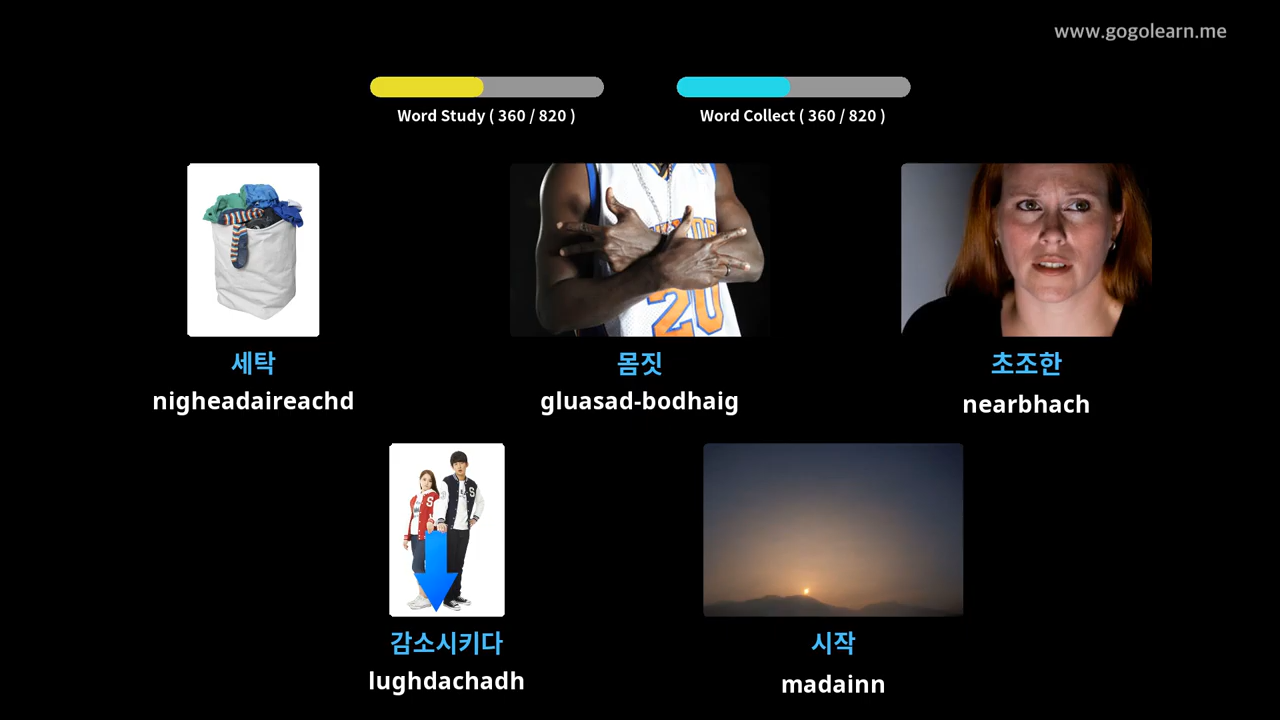 www.gogolearn.me
Word Study ( 360 / 820 )
Word Collect ( 360 / 820 )
20
세탁
nigheadaireachd
몸짓
gluasad-bodhaig
초조한
nearbhach
S
S
감소시키다
lughdachadh
시작
madainn